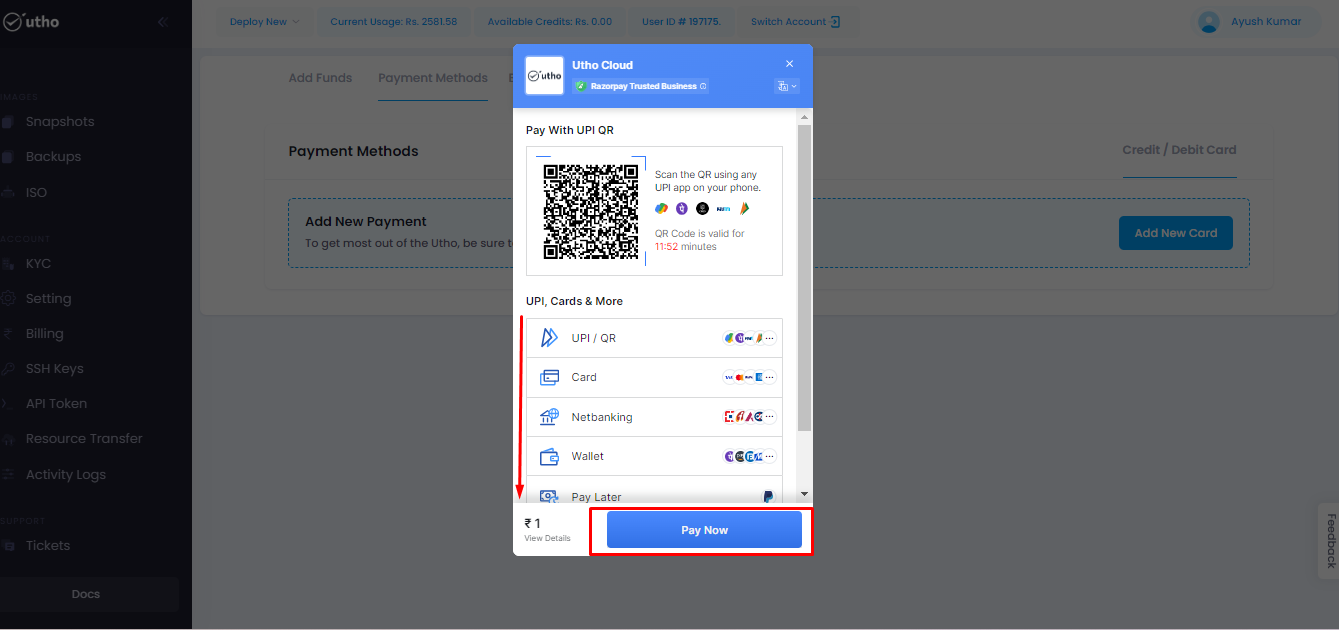 utho
Deploy New
Current Usage: Rs. 2581.58
Available Credits: Rs. 0.00
User ID # 197175.
Switch Account
Ayush Kumar
IMAGES
Snapshots
Backups
ISO
ACCOUNT
KYC
Setting
Billing
SSH Keys
API Token
Resource Transfer
Activity Logs
SUPPORT
Tickets
Docs
Add Funds
Payment Methods
Payment Methods
Credit / Debit Card
Add New Payment
To get most out of the Utho, be sure t
Add New Card
utho
Utho Cloud
Razorpay Trusted Business
Pay With UPI QR
Scan the QR using any
UPI app on your phone.
QR Code is valid for
11:52 minutes
UPI, Cards & More
UPI / QR
Card
Netbanking
Wallet
Pay Later
₹ 1
View Details
Pay Now
Feedback